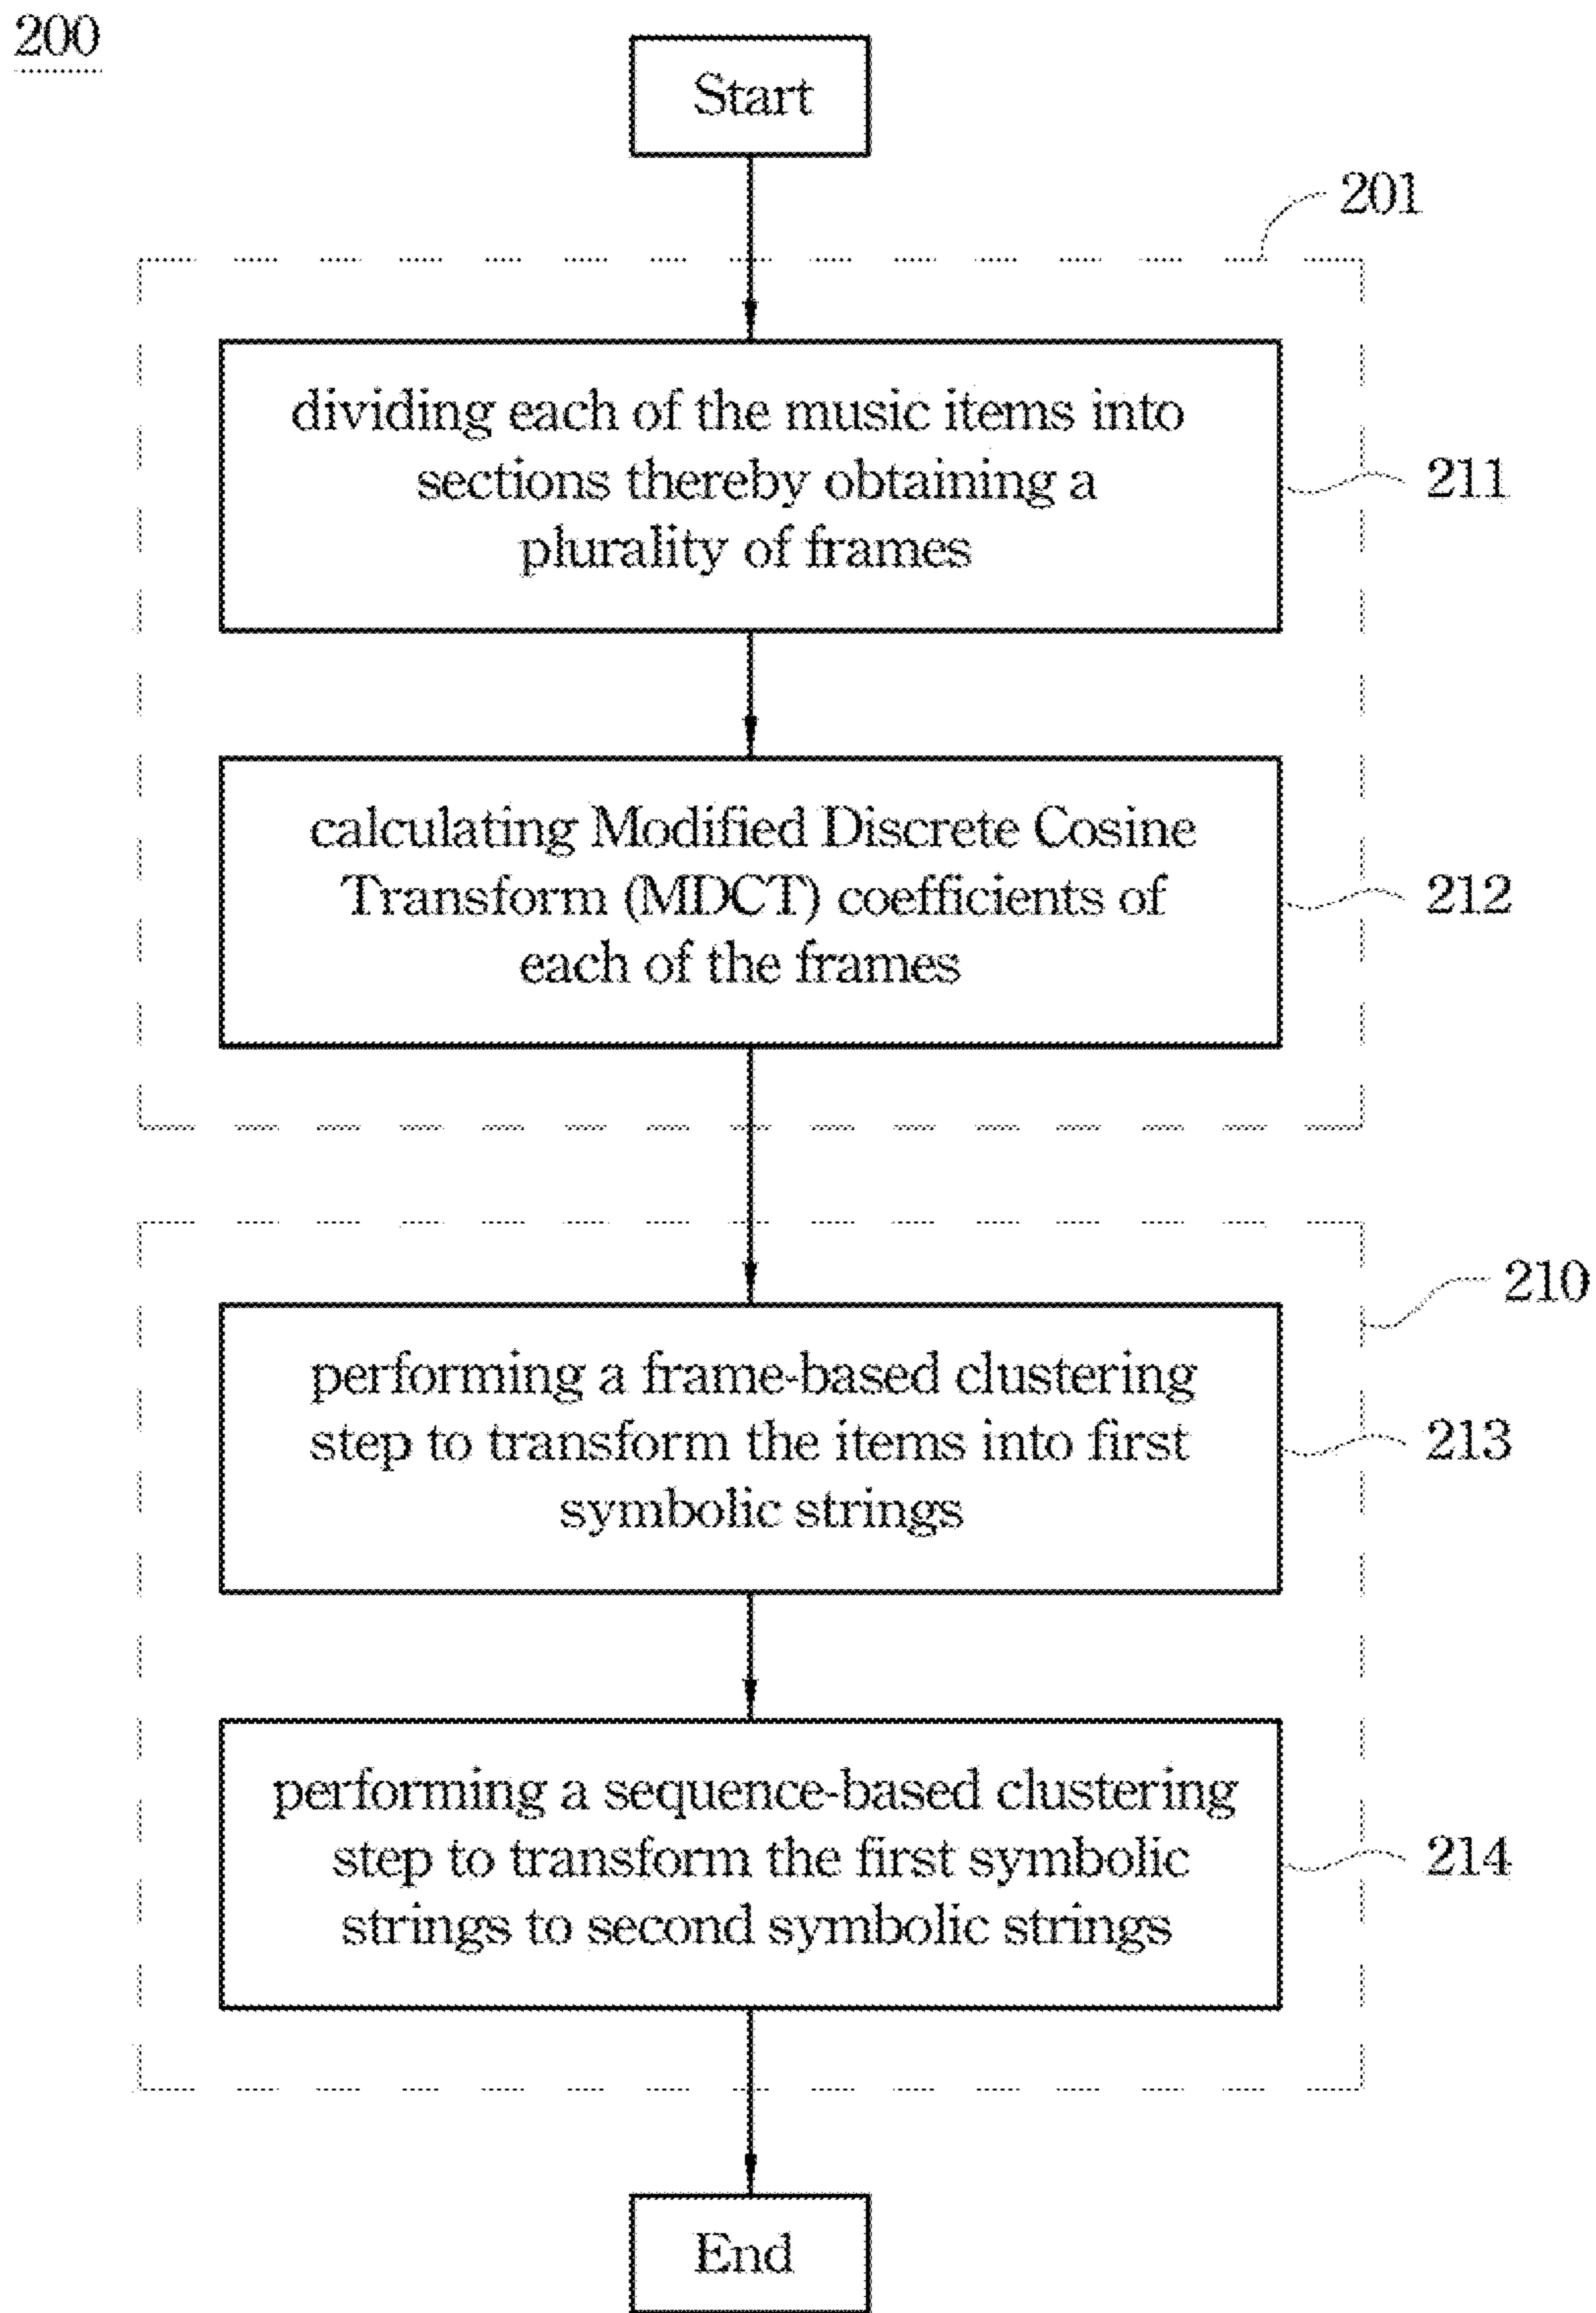 200
Start
201
dividing each of the music items into
sections thereby obtaining a
plurality of frames
211
calculating Modified Discrete Cosine
Transform (MDCT) coefficients of
each of the frames
212
210
performing a frame-based clustering
step to transform the items into first
symbolic strings
213
performing a sequence-based clustering
step to transform the first symbolic
strings to second symbolic strings
214
End